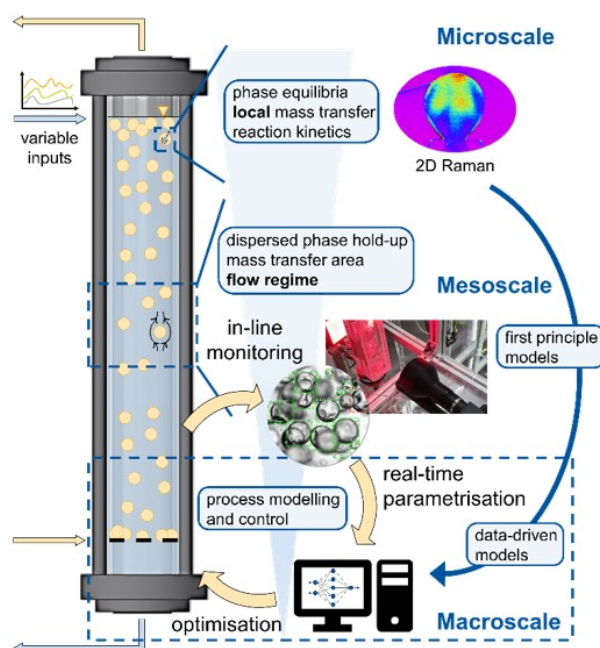 Microscale
phase equilibria
local mass transfer
reaction kinetics
variable
inputs
2D Raman
dispersed phase hold-up
mass transfer area
flow regime
Mesoscale
in-line
monitoring
first principle
models
real-time
parametrisation
process modelling
and control
data-driven
models
optimisation
Macroscale